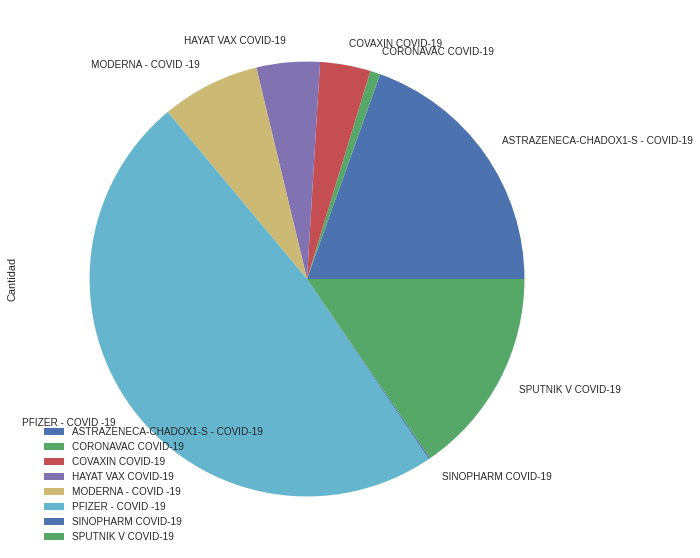 HAYAT VAX COVID-19
COVAXIN COVID-19
CORONAVAC COVID-19
MODERNA - COVID -19
ASTRAZENECA-CHADOX1-S - COVID-19
Cantidad
SPUTNIK V COVID-19
PFIZER - COVID -19
SINOPHARM COVID-19
ASTRAZENECA-CHADOX1-S - COVID-19
CORONAVAC COVID-19
COVAXIN COVID-19
HAYAT VAX COVID-19
MODERNA - COVID -19
PFIZER - COVID -19
SINOPHARM COVID-19
SPUTNIK V COVID-19